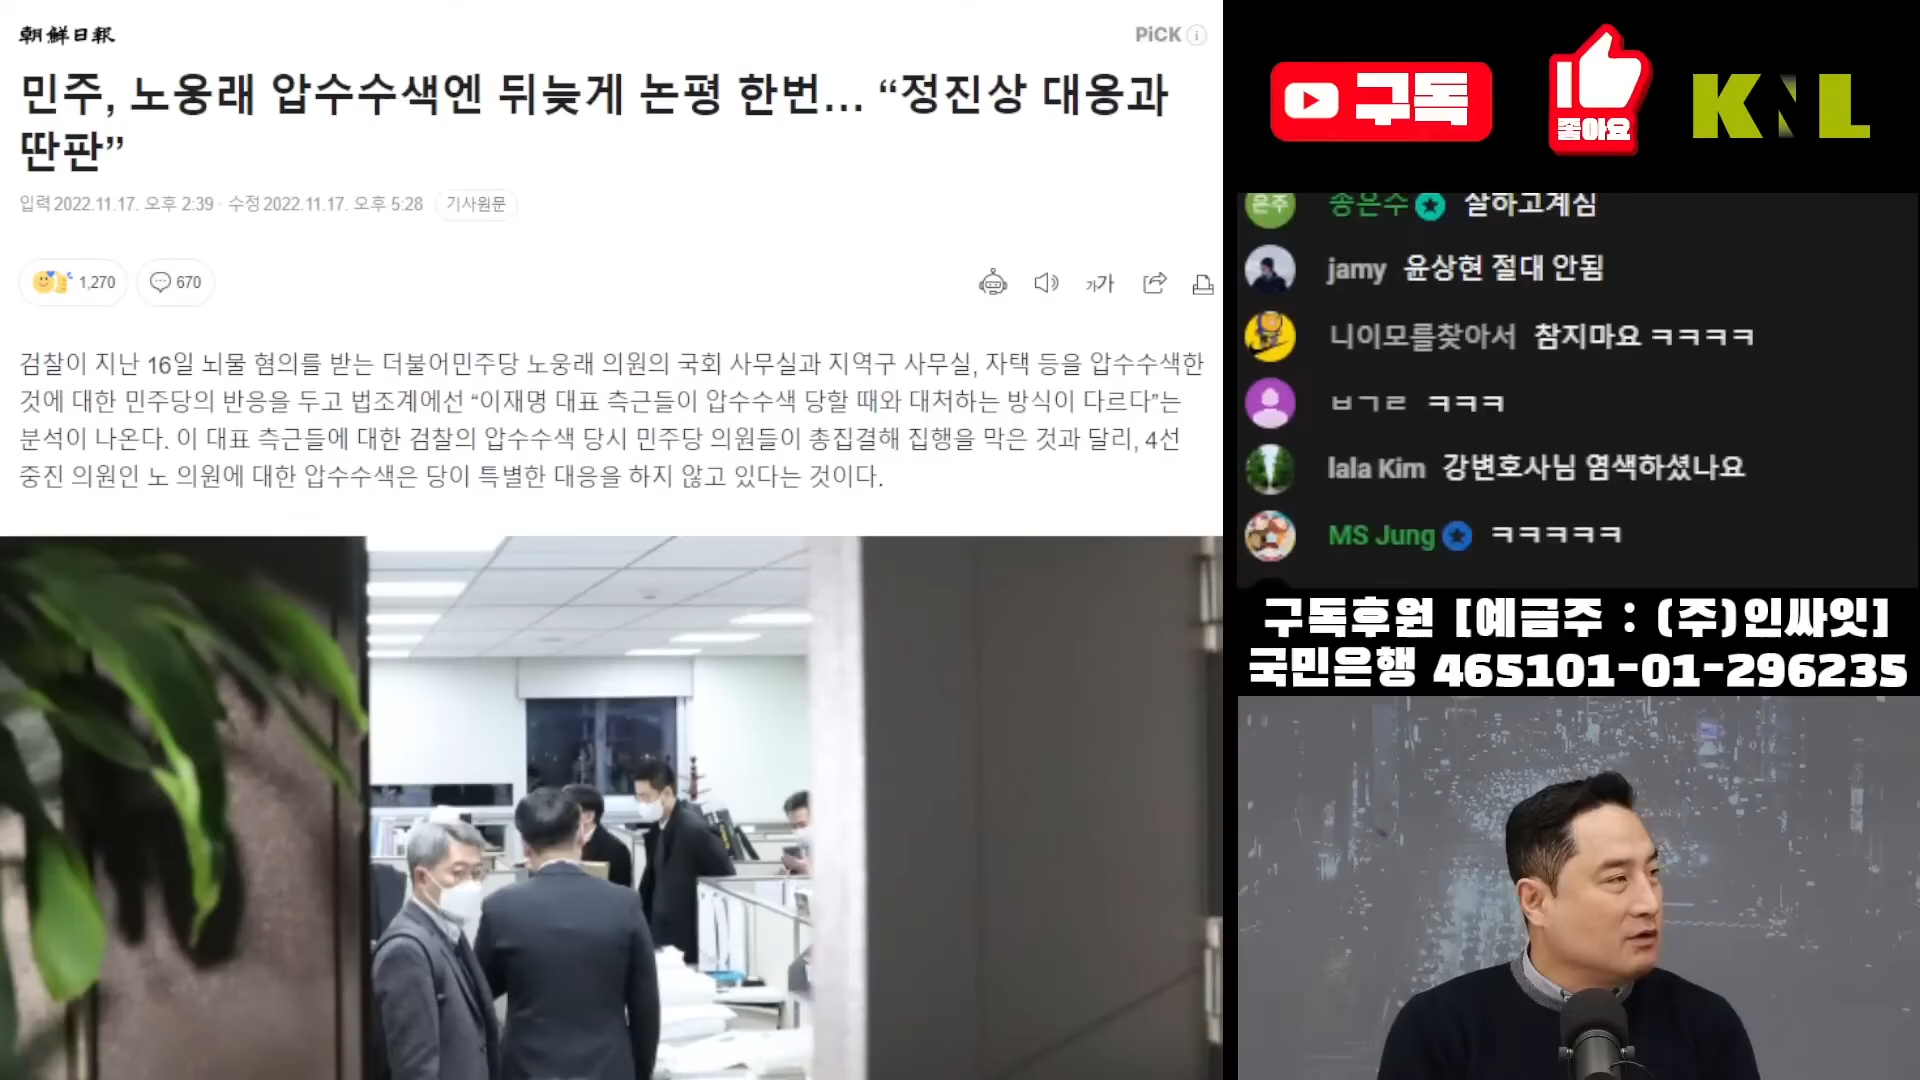 朝鮮日報
PiCK
민주, 노웅래 압수수색엔 뒤늦게 논평 한번… “정진상 대응과
딴판”
입력 2022.11.17. 오후 2:39 · 수정 2022.11.17. 오후 5:28 기사원문
1,270 670
가가
검찰이 지난 16일 뇌물 혐의를 받는 더불어민주당 노웅래 의원의 국회 사무실과 지역구 사무실, 자택 등을 압수수색한
것에 대한 민주당의 반응을 두고 법조계에선 “이재명 대표 측근들이 압수수색 당할 때와 대처하는 방식이 다르다”는
분석이 나온다. 이 대표 측근들에 대한 검찰의 압수수색 당시 민주당 의원들이 총집결해 집행을 막은 것과 달리, 4선
중진 의원인 노 의원에 대한 압수수색은 당이 특별한 대응을 하지 않고 있다는 것이다.
구독
좋아요
KNL
은주 송은수 잘하고계심
jamy 윤상현 절대 안됨
니이모를찾아서 참지마요 ㅋㅋㅋㅋ
ㅂㄱㄹ ㅋㅋㅋ
lala Kim 강변호사님 염색하셨나요
MS Jung ㅋㅋㅋㅋㅋ
구독후원 [예금주 : (주)인싸잇]
국민은행 465101-01-296235